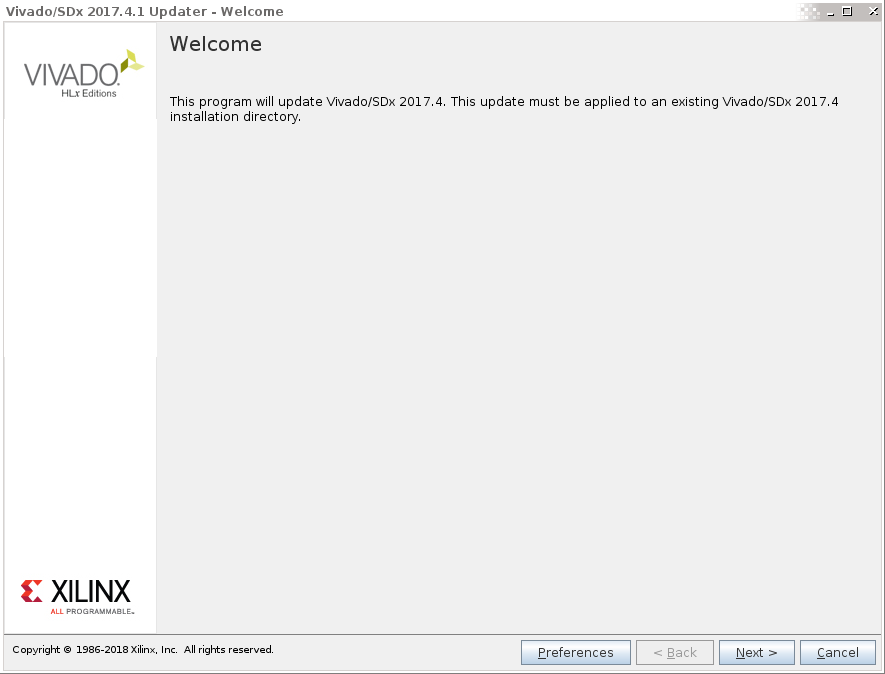 Vivado/SDx 2017.4.1 Updater - Welcome
VIVADO.
HLx Editions
Welcome
This program will update Vivado/SDx 2017.4. This update must be applied to an existing Vivado/SDx 2017.4
installation directory.
XILINX
ALL PROGRAMMABLE™
Copyright © 1986-2018 Xilinx, Inc. All rights reserved.
Preferences
< Back
Next >
Cancel